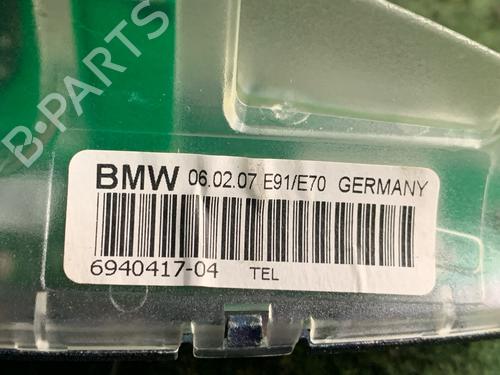 B-PARTS
BMW 06.02.07 E91/E70 GERMANY
6940417-04 TEL